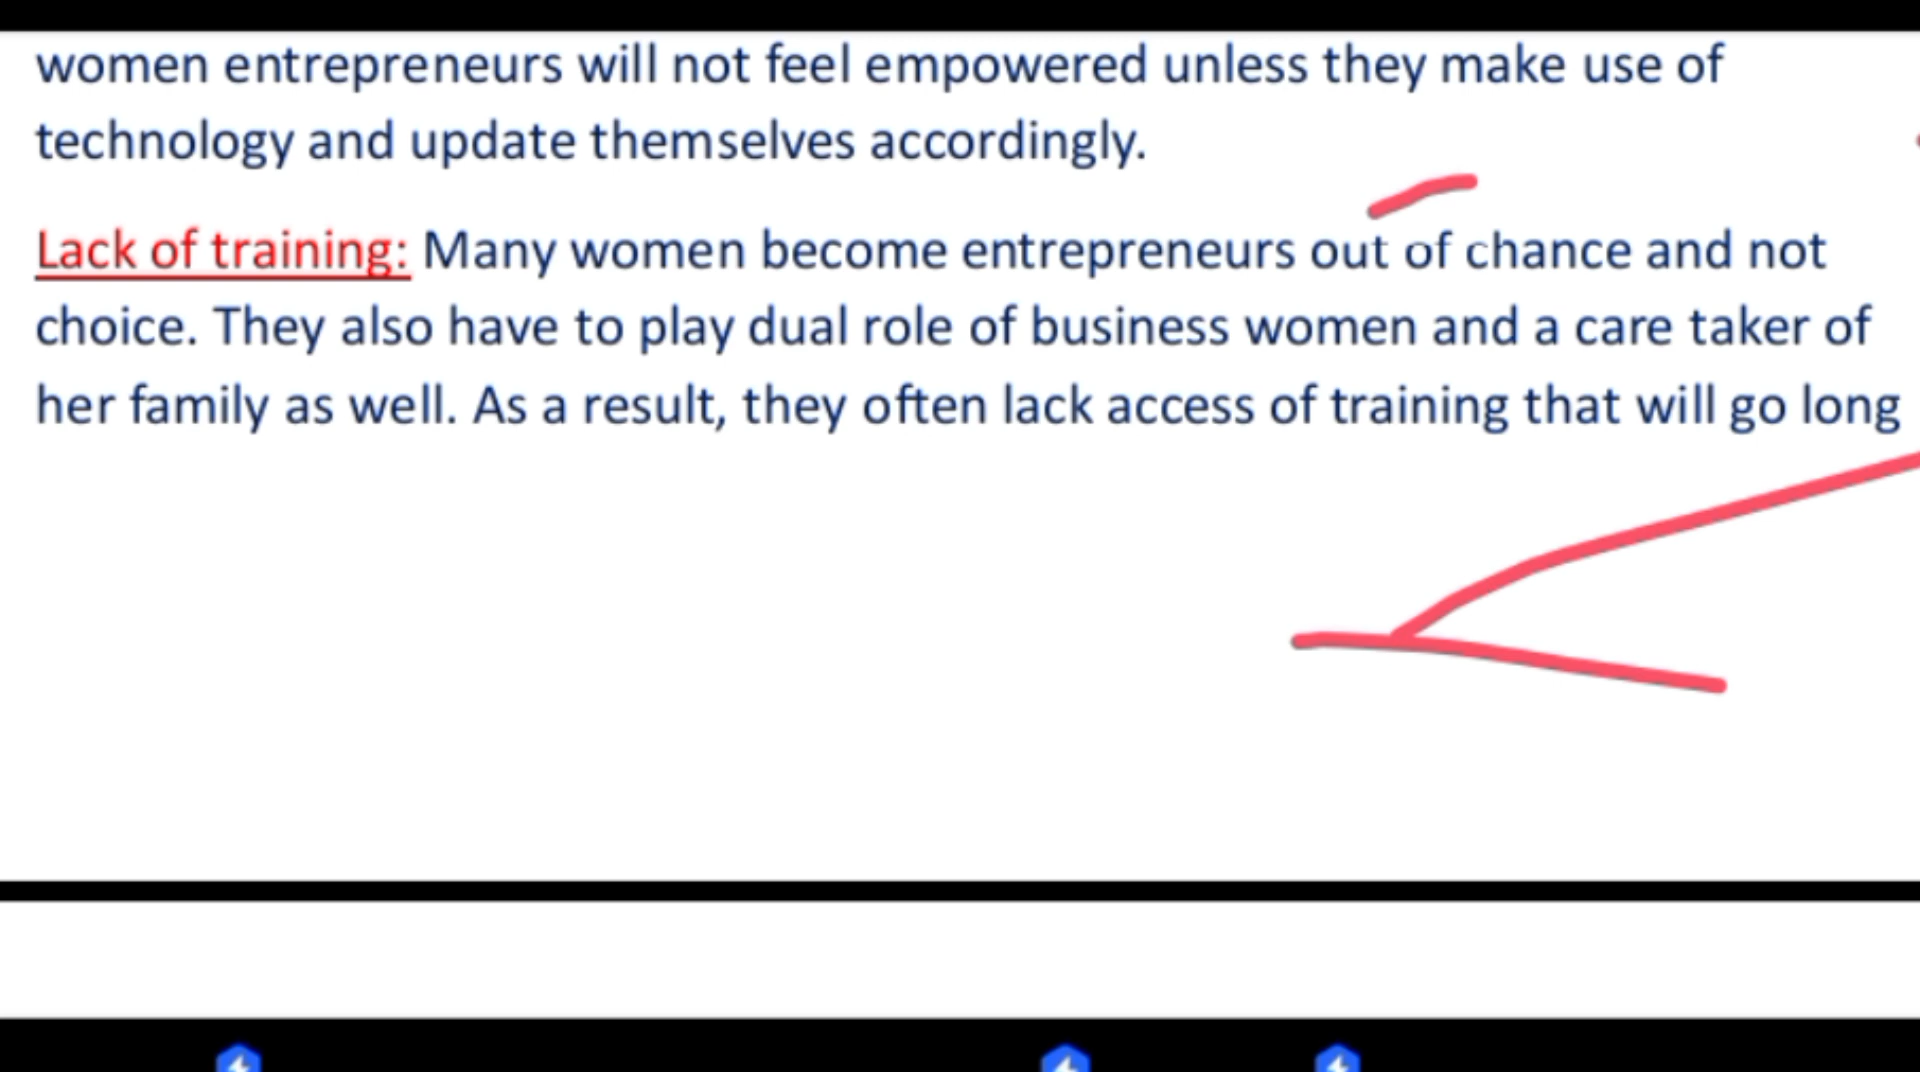 women entrepreneurs will not feel empowered unless they make use of
technology and update themselves accordingly.
Lack of training: Many women become entrepreneurs out of chance and not
choice. They also have to play dual role of business women and a care taker of
her family as well. As a result, they often lack access of training that will go long